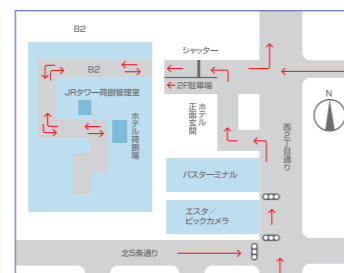 B2
シャッター
B2
2F駐車場
JRタワー荷捌管理室
ホテル荷捌場
ホテル
正面玄関
N
西2丁目通り
バスターミナル
エスタ/
ビックカメラ
北5条通り